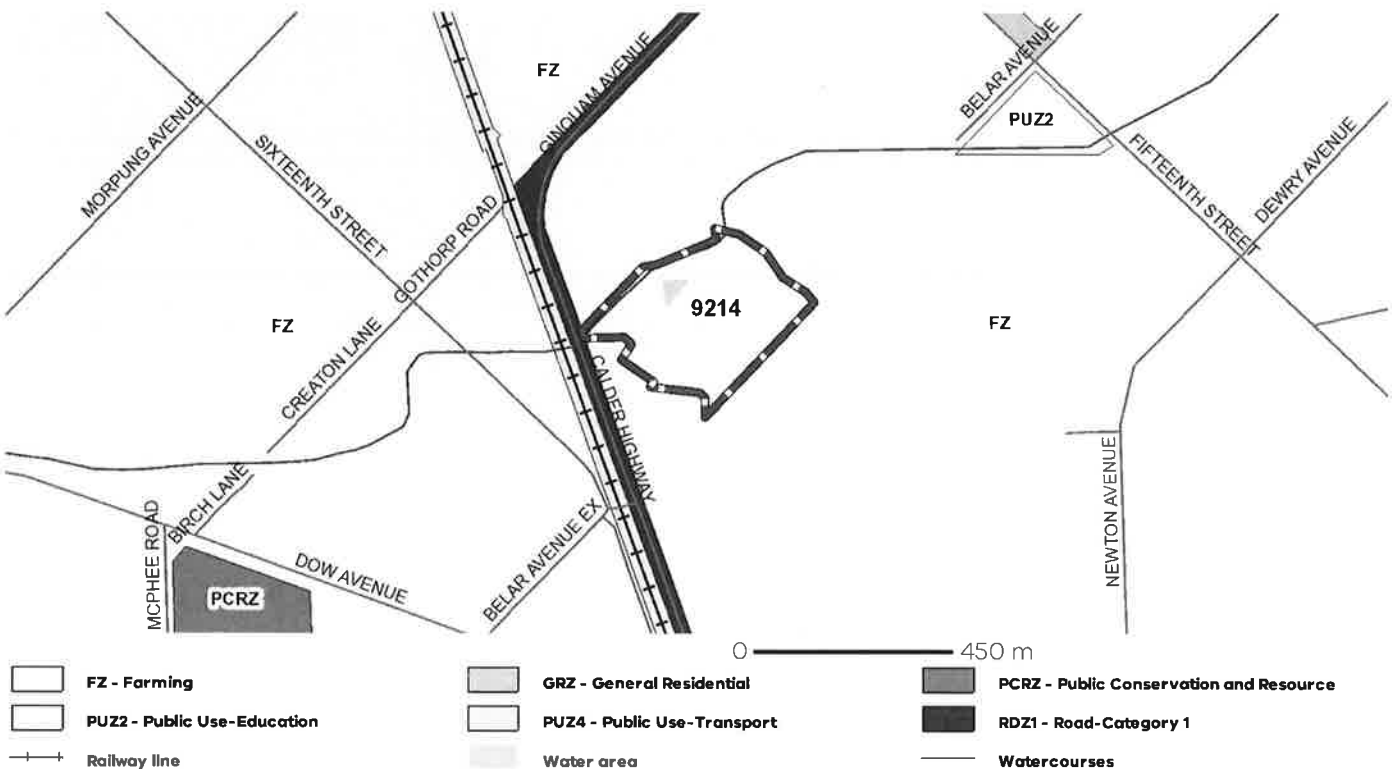 FZ
GINQUAM AVENUE
BELAR AVENUE
PUZ2
MORPUNG AVENUE
SIXTEENTH STREET
FIFTEENTH STREET
DEWRY AVENUE
GOTHORP ROAD
9214
FZ
FZ
CREATON LANE
CALDER HIGHWAY
BIRCH LANE
MCPHEE ROAD
DOW AVENUE
BELAR AVENUE EX
NEWTON AVENUE
PCRZ
0 450 m
FZ - Farming
GRZ - General Residential
PCRZ - Public Conservation and Resource
PUZ2 - Public Use-Education
PUZ4 - Public Use-Transport
RDZ1 - Road-Category 1
Railway line
Water area
Watercourses